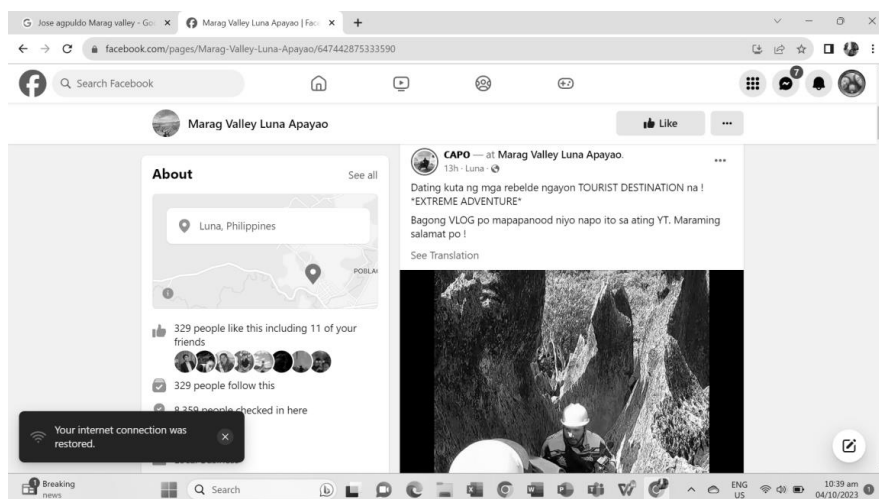 Jose agpuldo Marag valley - Goo
Marag Valley Luna Apayao | Fac
facebook.com/pages/Marag-Valley-Luna-Apayao/647442875333590
Search Facebook
7
Marag Valley Luna Apayao
Like
About
See all
Luna, Philippines
POBLA
329 people like this including 11 of your
friends
329 people follow this
8,359 people checked in here
CAPO — at Marag Valley Luna Apayao.
13h · Luna ·
Dating kuta ng mga rebelde ngayon TOURIST DESTINATION na !
*EXTREME ADVENTURE*
Bagong VLOG po mapapanood niyo napo ito sa ating YT. Maraming
salamat po !
See Translation
Your internet connection was
restored.
Breaking
news
Search
ENG
US
10:39 am
04/10/2023